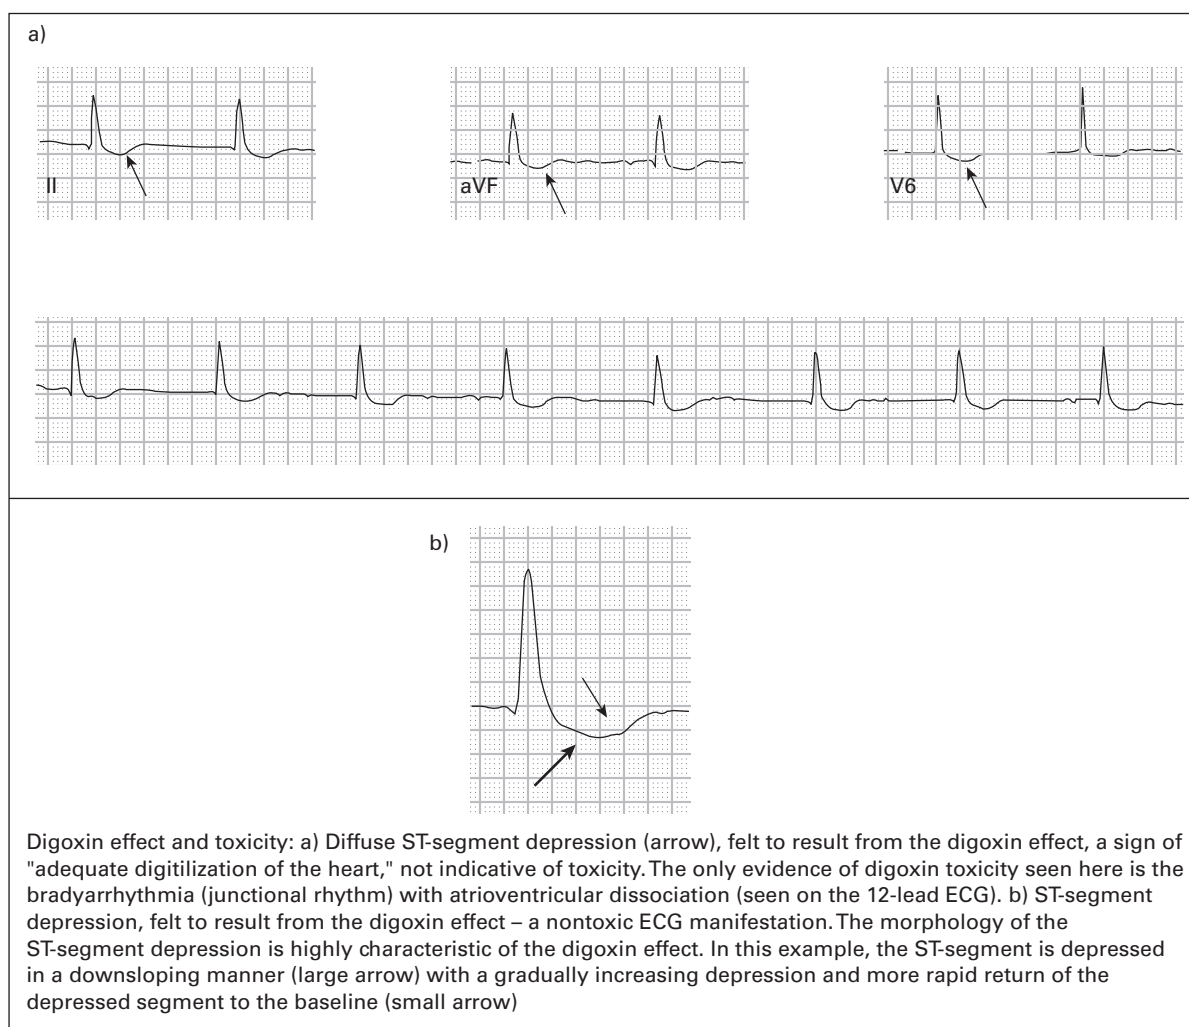 a)
II
aVF
V6
b)
Digoxin effect and toxicity: a) Diffuse ST-segment depression (arrow), felt to result from the digoxin effect, a sign of
"adequate digitilization of the heart," not indicative of toxicity. The only evidence of digoxin toxicity seen here is the
bradyarrhythmia (junctional rhythm) with atrioventricular dissociation (seen on the 12-lead ECG). b) ST-segment
depression, felt to result from the digoxin effect – a nontoxic ECG manifestation. The morphology of the
ST-segment depression is highly characteristic of the digoxin effect. In this example, the ST-segment is depressed
in a downsloping manner (large arrow) with a gradually increasing depression and more rapid return of the
depressed segment to the baseline (small arrow)